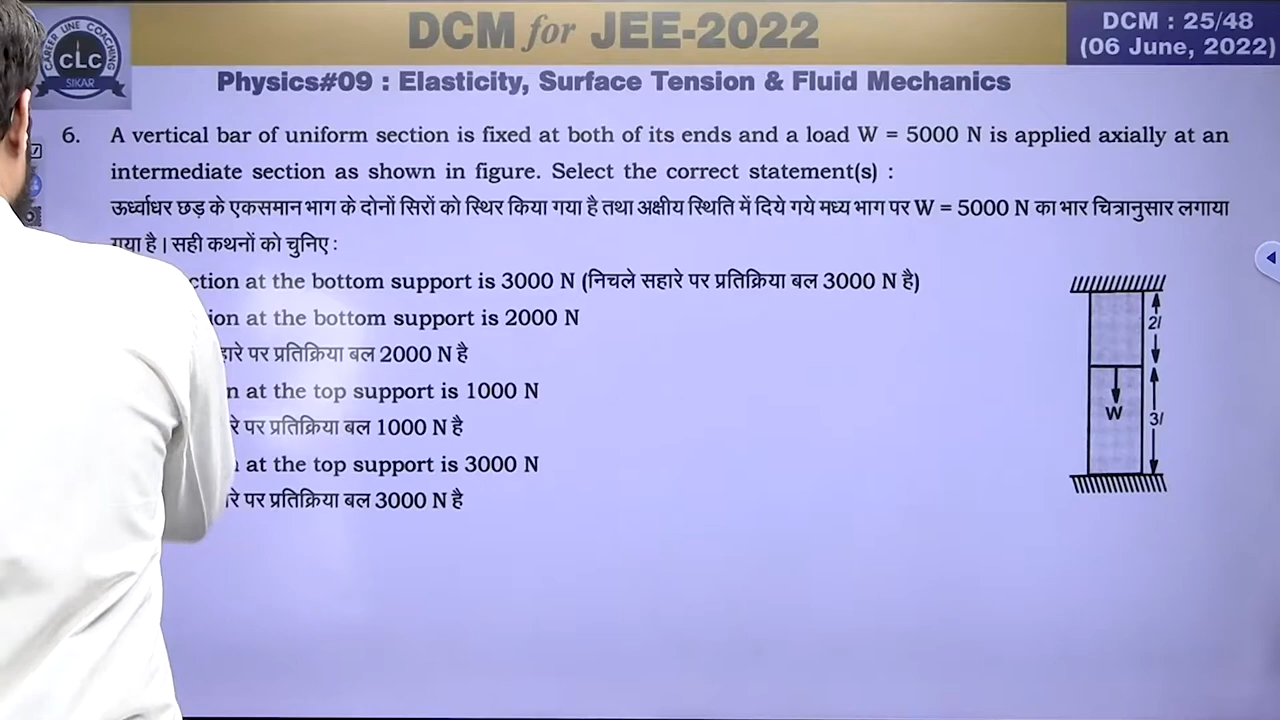 DCM for JEE-2022
DCM : 25/48
(06 June, 2022)
CAREER LINE COACHING
CLC
SIKAR
Physics#09 : Elasticity, Surface Tension & Fluid Mechanics
6. A vertical bar of uniform section is fixed at both of its ends and a load W = 5000 N is applied axially at an
intermediate section as shown in figure. Select the correct statement(s) :
ऊर्ध्वाधर छड़ के एकसमान भाग के दोनों सिरों को स्थिर किया गया है तथा अक्षीय स्थिति में दिये गये मध्य भाग पर W = 5000 N का भार चित्रानुसार लगाया
गया है। सही कथनों को चुनिए :
at the bottom support is 3000 N (निचले सहारे पर प्रतिक्रिया बल 3000 N है)
at the bottom support is 2000 N
पर प्रतिक्रिया बल 2000 N है
at the top support is 1000 N
पर प्रतिक्रिया बल 1000 N है
at the top support is 3000 N
पर प्रतिक्रिया बल 3000 N है
2l
W
3l